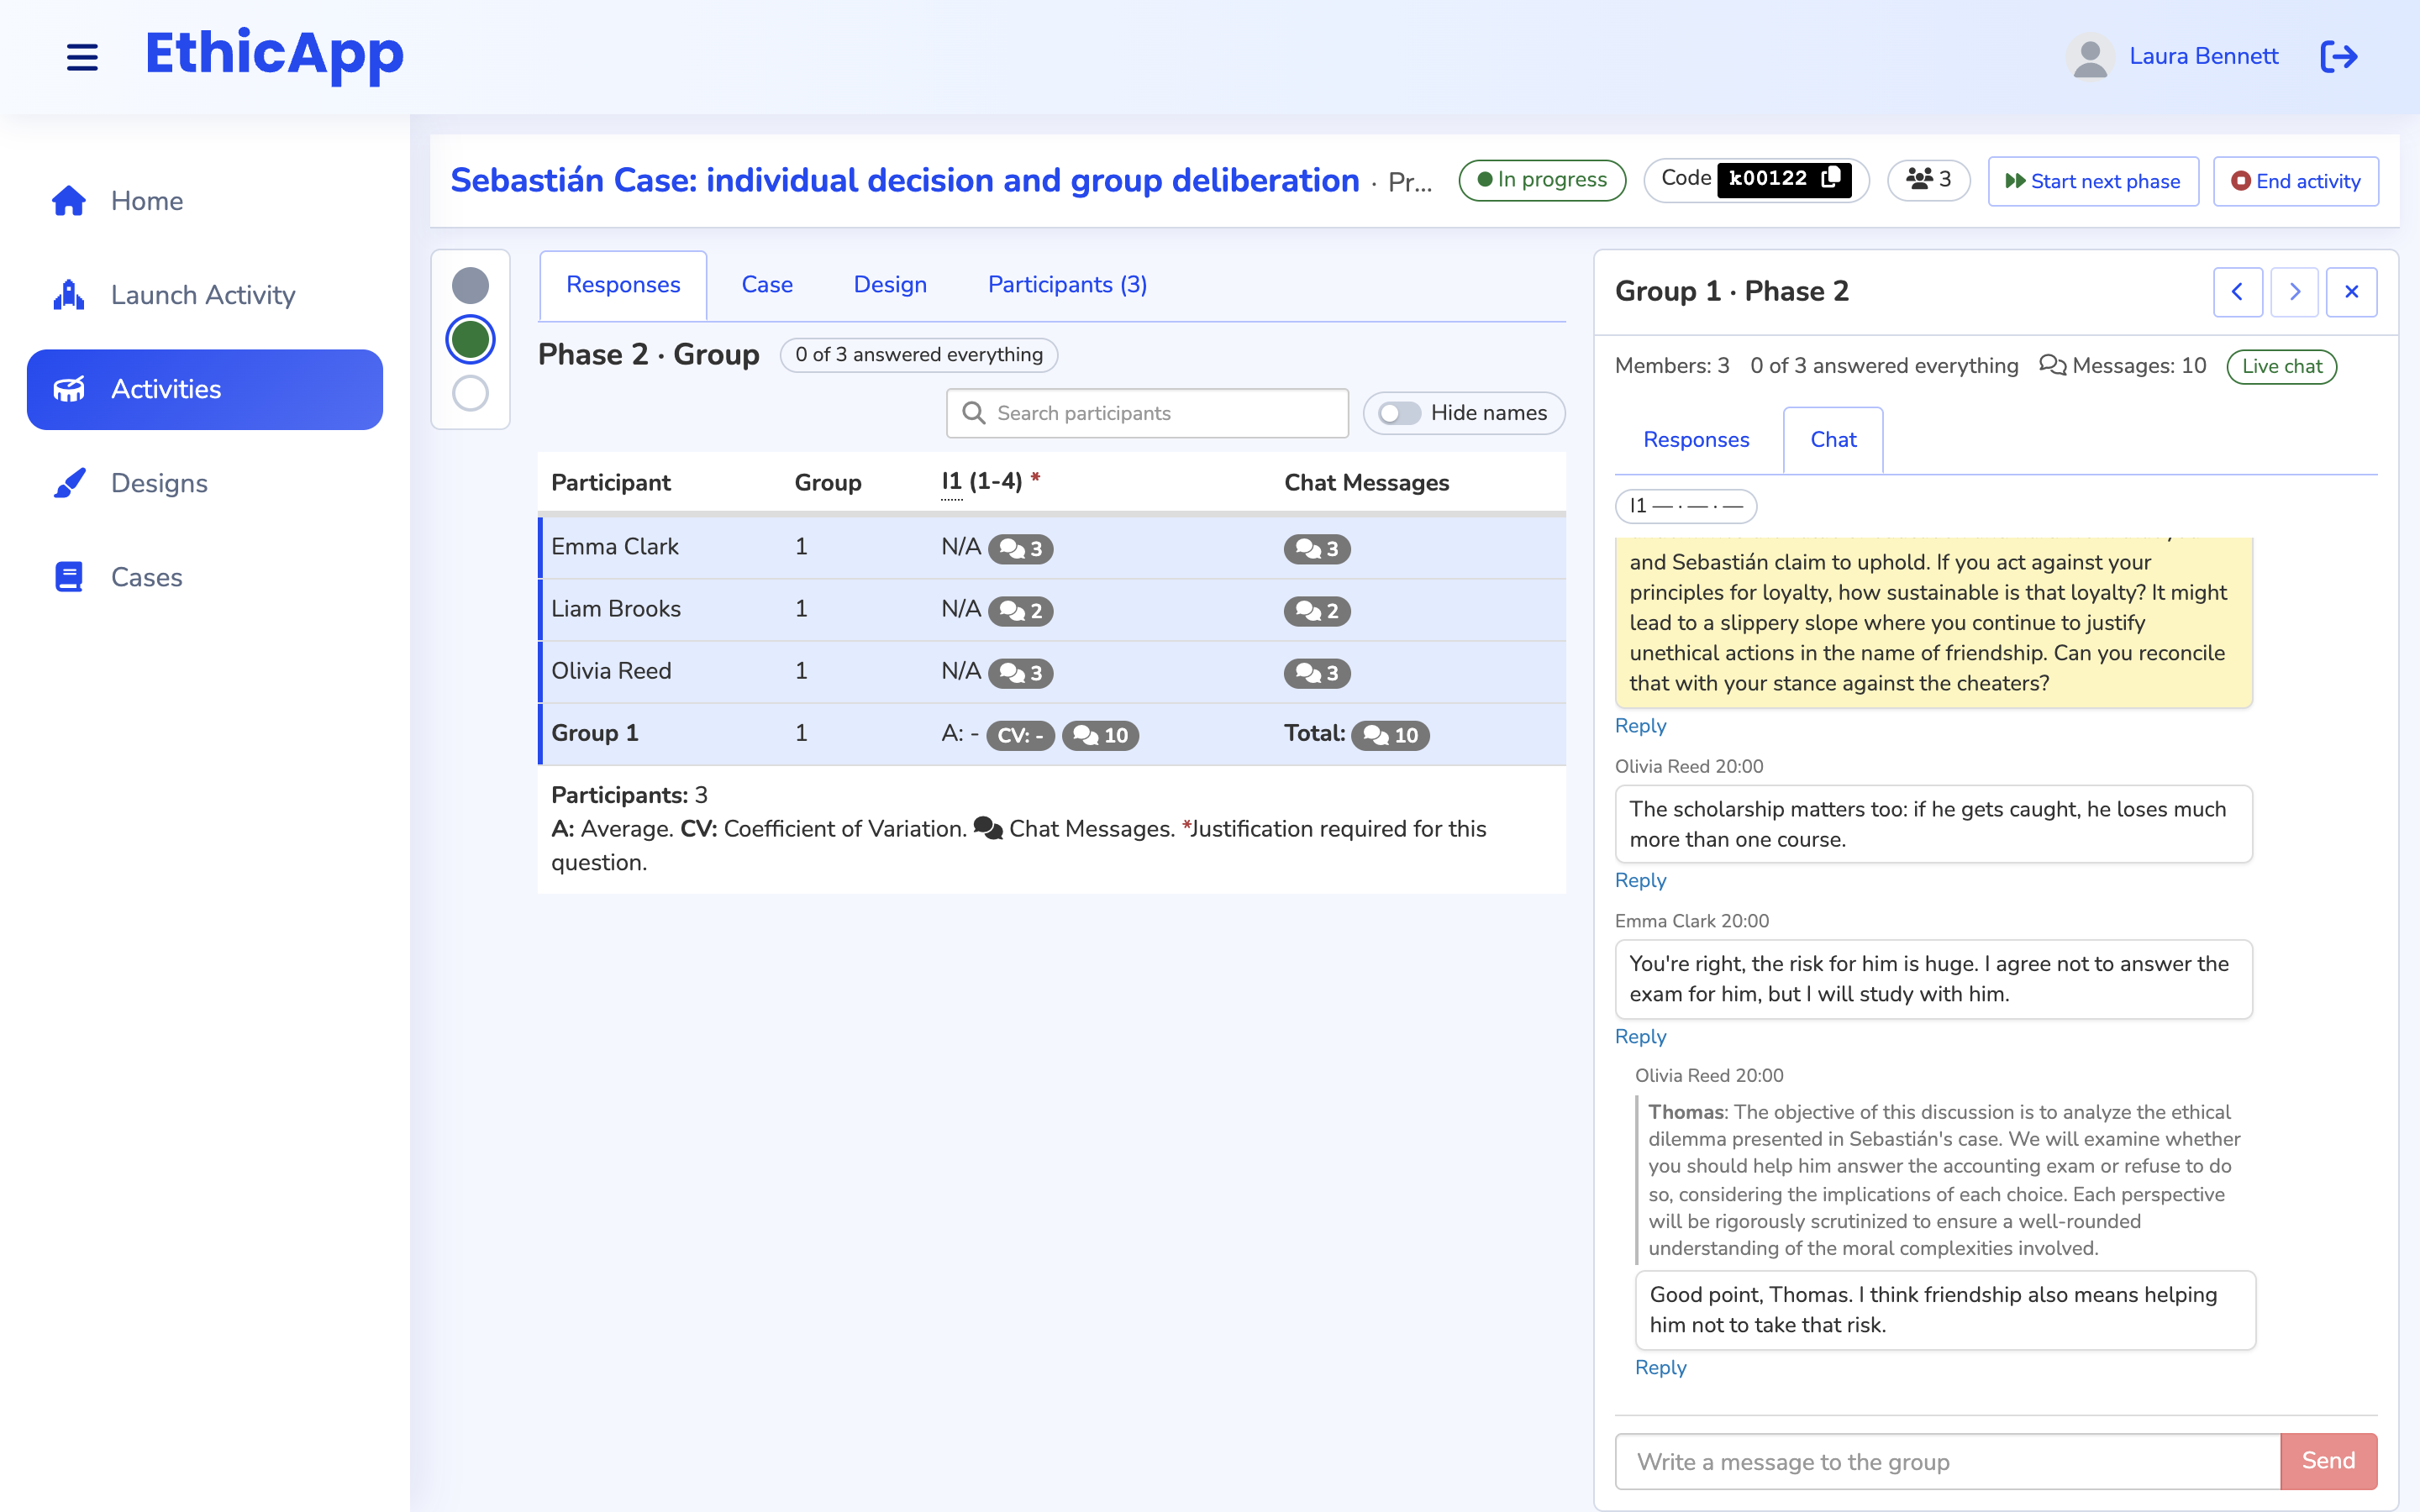 EthicApp
Laura Bennett
Home
Launch Activity
Activities
Designs
Cases
Sebastián Case: individual decision and group deliberation · Pr...
In progress
Code k00122
3
Start next phase
End activity
Responses
Case
Design
Participants (3)
Phase 2 · Group
0 of 3 answered everything
Search participants
Hide names
Participant Group I1 (1-4) * Chat Messages
Emma Clark 1 N/A 3 3
Liam Brooks 1 N/A 2 2
Olivia Reed 1 N/A 3 3
Group 1 1 A: - CV: - 10 Total: 10
Participants: 3
A: Average. CV: Coefficient of Variation. Chat Messages. *Justification required for this
question.
Group 1 · Phase 2
Members: 3 0 of 3 answered everything Messages: 10 Live chat
Responses
Chat
I1 — · — · —
and Sebastián claim to uphold. If you act against your
principles for loyalty, how sustainable is that loyalty? It might
lead to a slippery slope where you continue to justify
unethical actions in the name of friendship. Can you reconcile
that with your stance against the cheaters?
Reply
Olivia Reed 20:00
The scholarship matters too: if he gets caught, he loses much
more than one course.
Reply
Emma Clark 20:00
You're right, the risk for him is huge. I agree not to answer the
exam for him, but I will study with him.
Reply
Olivia Reed 20:00
Thomas: The objective of this discussion is to analyze the ethical
dilemma presented in Sebastián's case. We will examine whether
you should help him answer the accounting exam or refuse to do
so, considering the implications of each choice. Each perspective
will be rigorously scrutinized to ensure a well-rounded
understanding of the moral complexities involved.
Good point, Thomas. I think friendship also means helping
him not to take that risk.
Reply
Write a message to the group
Send